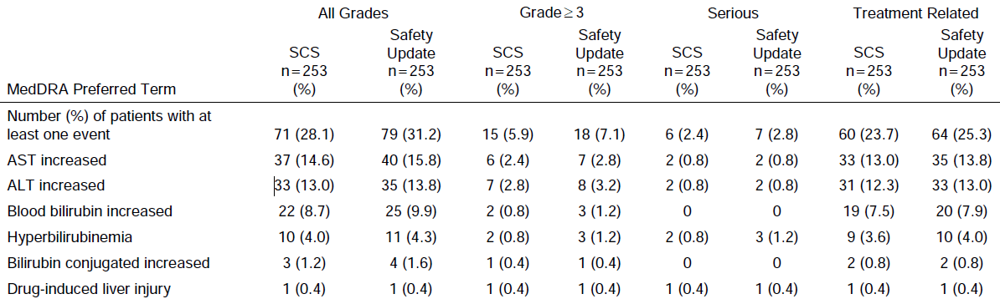 All Grades Grade ≥ 3 Serious Treatment Related
SCS n=253 (%) Safety Update n=253 (%) SCS n=253 (%) Safety Update n=253 (%) SCS n=253 (%) Safety Update n=253 (%) SCS n=253 (%) Safety Update n=253 (%)
MedDRA Preferred Term
Number (%) of patients with at
least one event 71 (28.1) 79 (31.2) 15 (5.9) 18 (7.1) 6 (2.4) 7 (2.8) 60 (23.7) 64 (25.3)
AST increased 37 (14.6) 40 (15.8) 6 (2.4) 7 (2.8) 2 (0.8) 2 (0.8) 33 (13.0) 35 (13.8)
ALT increased 33 (13.0) 35 (13.8) 7 (2.8) 8 (3.2) 2 (0.8) 2 (0.8) 31 (12.3) 33 (13.0)
Blood bilirubin increased 22 (8.7) 25 (9.9) 2 (0.8) 3 (1.2) 0 0 19 (7.5) 20 (7.9)
Hyperbilirubinemia 10 (4.0) 11 (4.3) 2 (0.8) 3 (1.2) 2 (0.8) 3 (1.2) 9 (3.6) 10 (4.0)
Bilirubin conjugated increased 3 (1.2) 4 (1.6) 1 (0.4) 1 (0.4) 0 0 2 (0.8) 2 (0.8)
Drug-induced liver injury 1 (0.4) 1 (0.4) 1 (0.4) 1 (0.4) 1 (0.4) 1 (0.4) 1 (0.4) 1 (0.4)